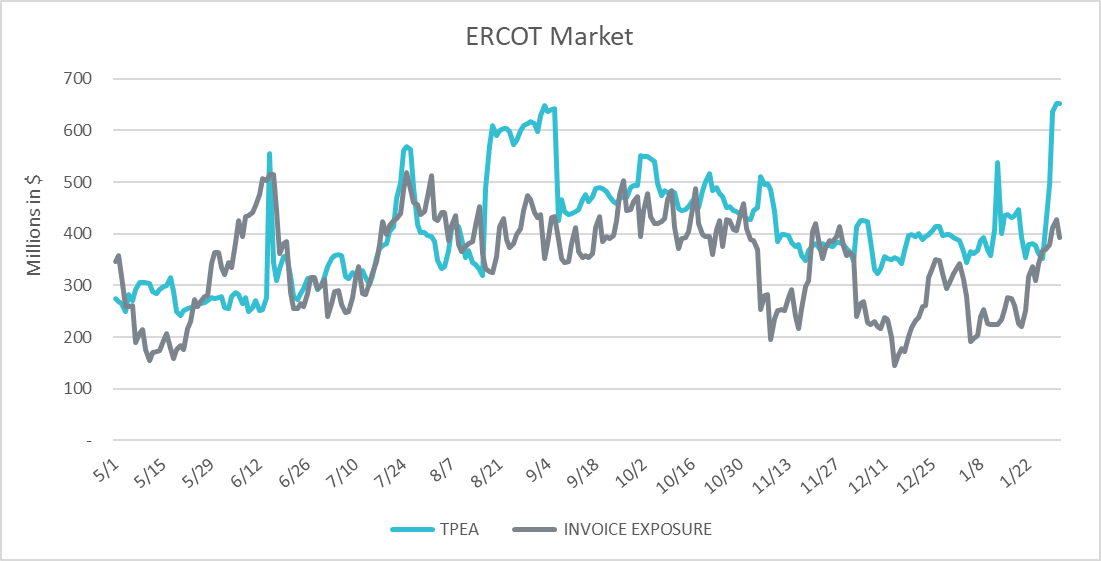 ERCOT Market
Millions in $
700
600
500
400
300
200
100
-
5/1 5/15 5/29 6/12 6/26 7/10 7/24 8/7 8/21 9/4 9/18 10/2 10/16 10/30 11/13 11/27 12/11 12/25 1/8 1/22
TPEA INVOICE EXPOSURE